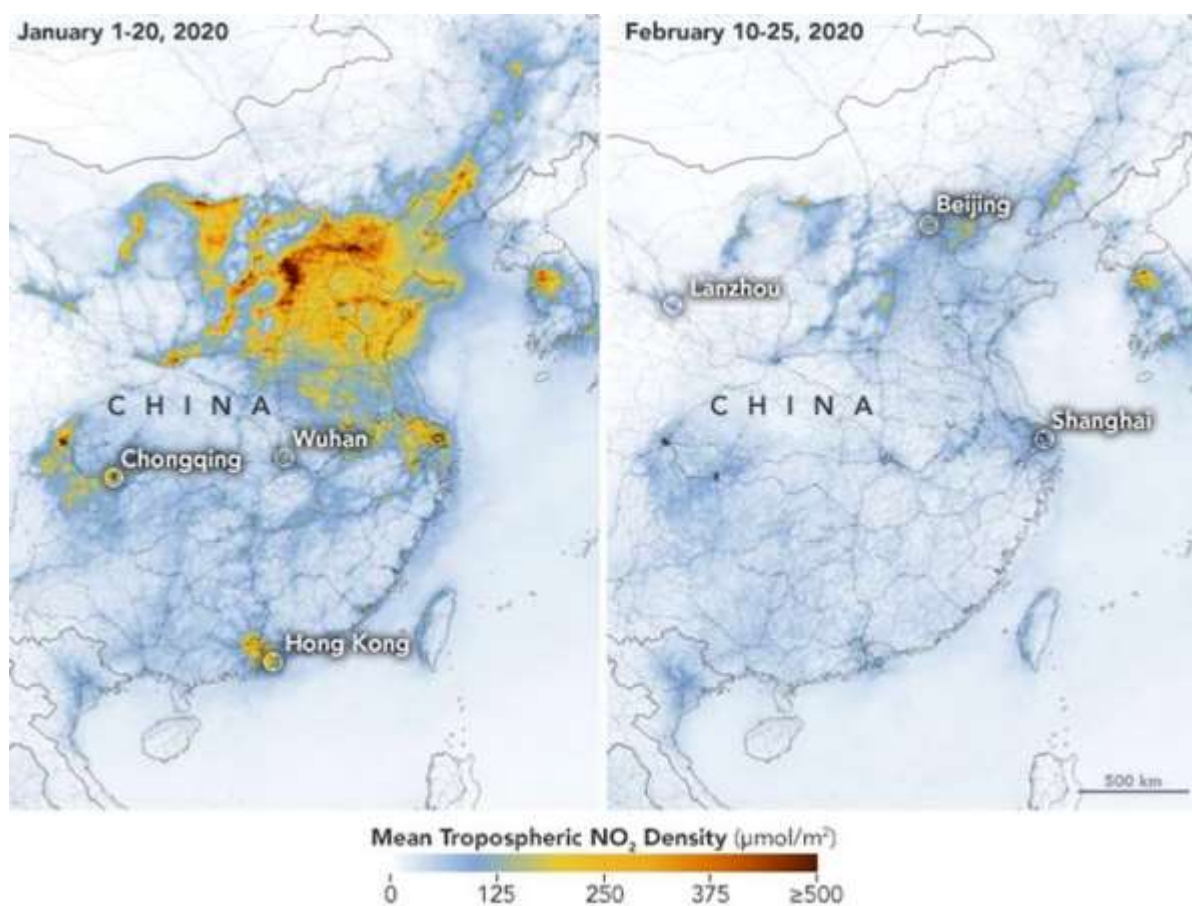 January 1-20, 2020
CHINA
Wuhan
Chongqing
Hong Kong
February 10-25, 2020
Beijing
Lanzhou
CHINA
Shanghai
500 km
Mean Tropospheric NO₂ Density (μmol/m²)
0 125 250 375 ≥500